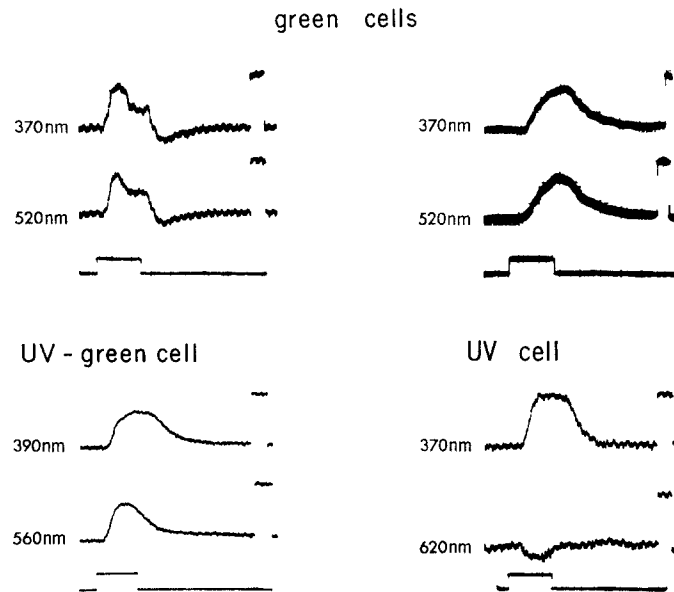 green cells
370nm
520nm
370nm
520nm
UV - green cell
390nm
560nm
UV cell
370nm
620nm